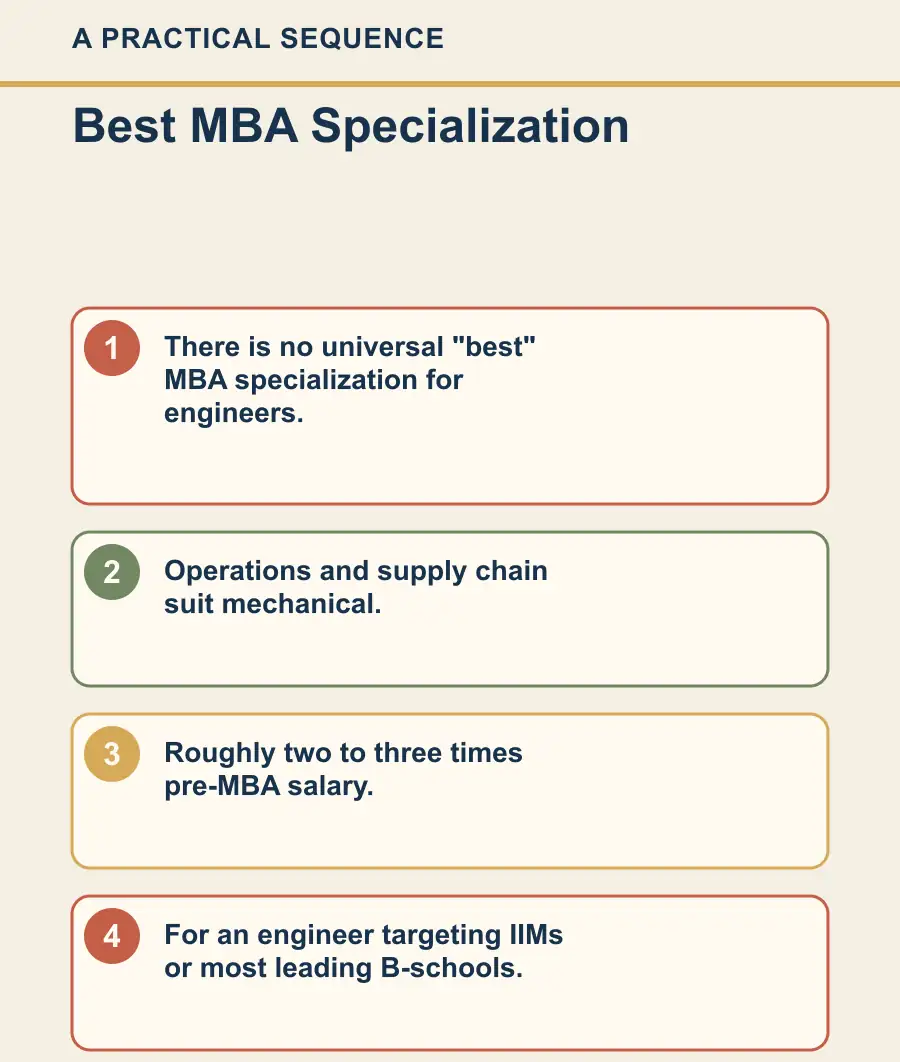 A PRACTICAL SEQUENCE
Best MBA Specialization
1
There is no universal "best"
MBA specialization for
engineers.
2
Operations and supply chain
suit mechanical.
3
Roughly two to three times
pre-MBA salary.
4
For an engineer targeting IIMs
or most leading B-schools.